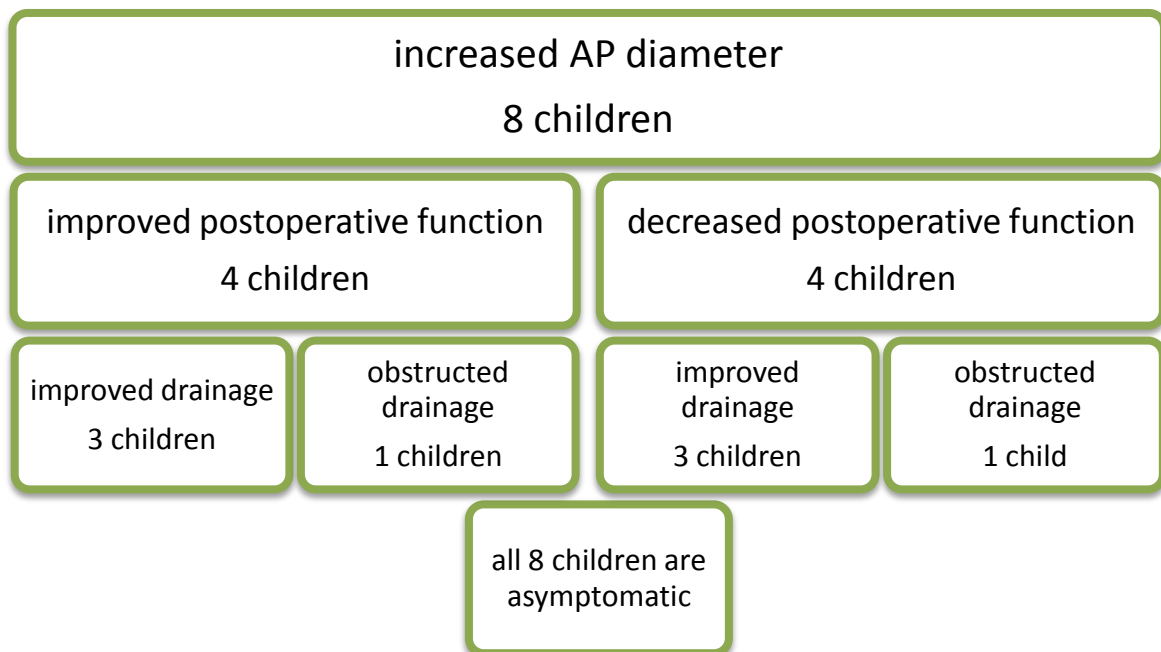 increased AP diameter
8 children
improved postoperative function
4 children
decreased postoperative function
4 children
improved drainage
3 children
obstructed
drainage
1 children
improved
drainage
3 children
obstructed
drainage
1 child
all 8 children are
asymptomatic